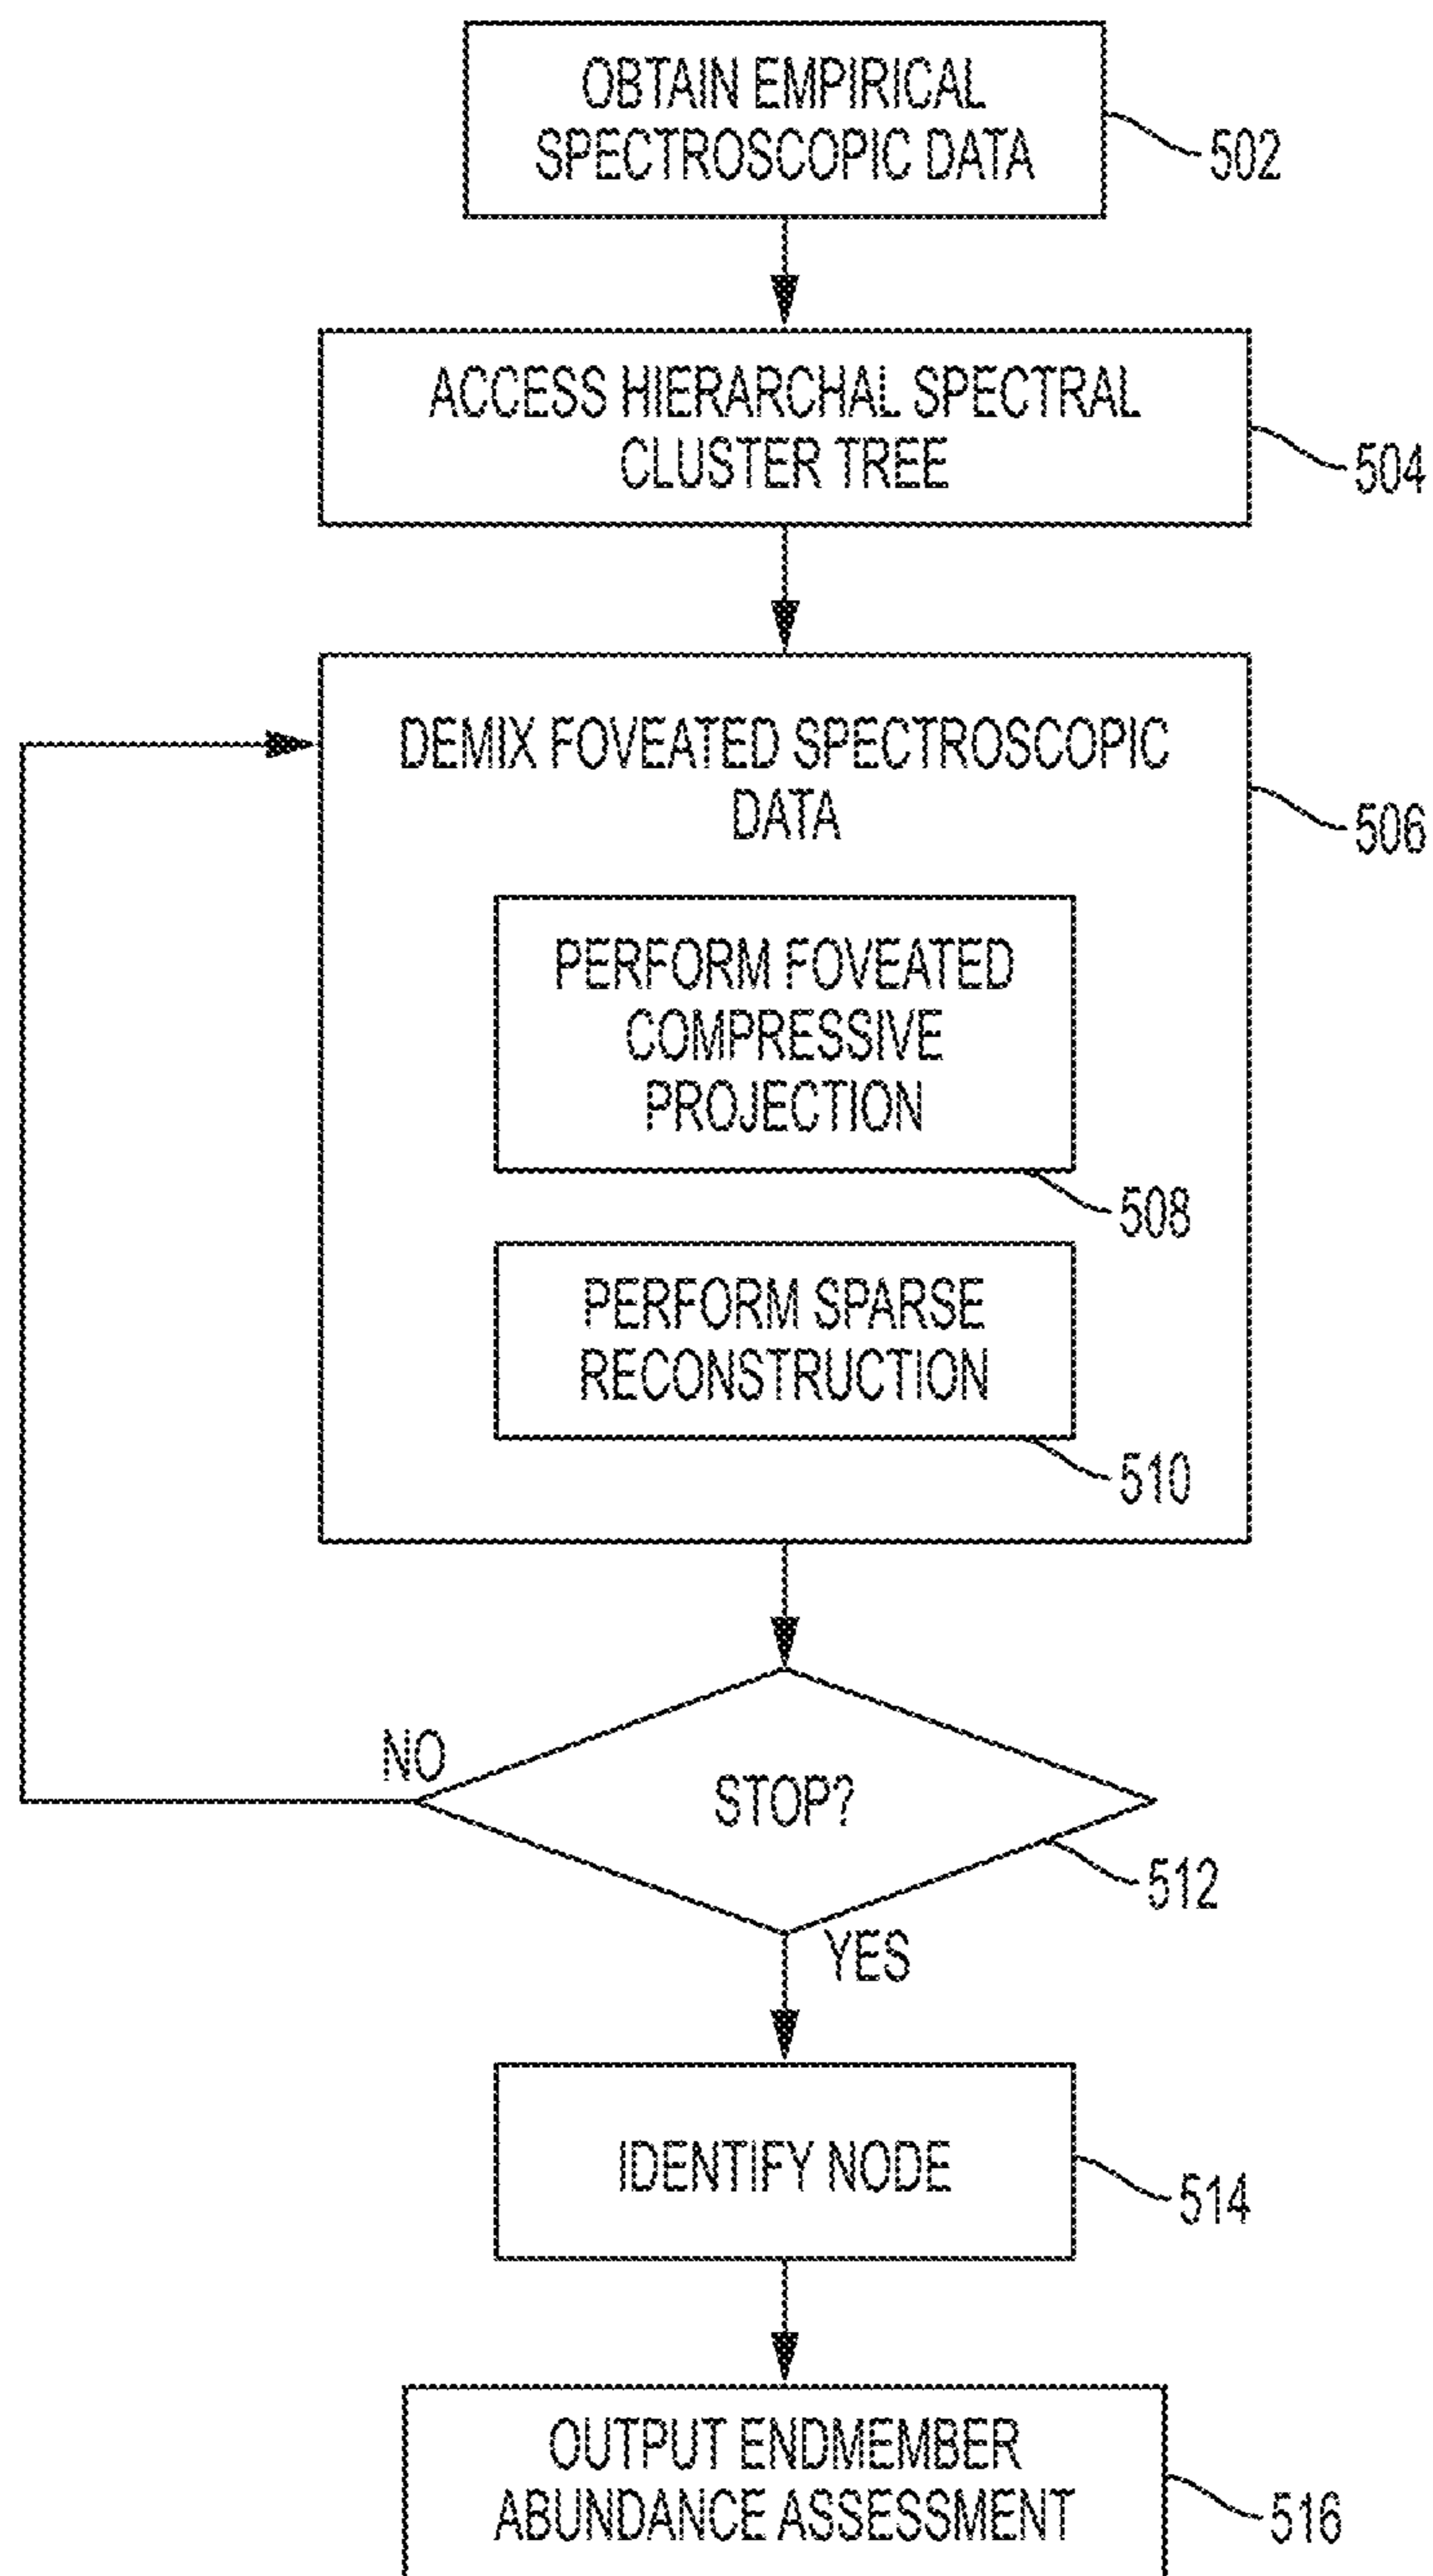 OBTAIN EMPIRICAL
SPECTROSCOPIC DATA
502
ACCESS HIERARCHAL SPECTRAL
CLUSTER TREE
504
DEMIX FOVEATED SPECTROSCOPIC
DATA
506
PERFORM FOVEATED
COMPRESSIVE
PROJECTION
508
PERFORM SPARSE
RECONSTRUCTION
510
NO
STOP?
512
YES
IDENTIFY NODE
514
OUTPUT ENDMEMBER
ABUNDANCE ASSESSMENT
516